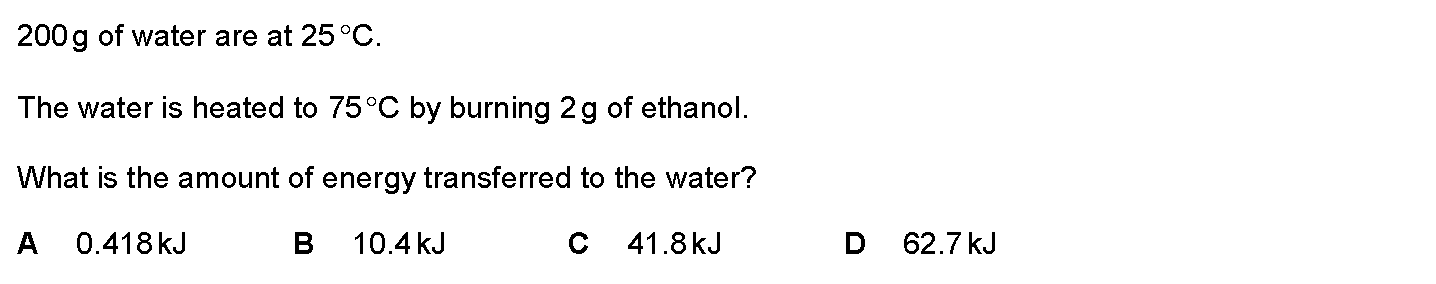 200 g of water are at 25 °C.
The water is heated to 75 °C by burning 2 g of ethanol.
What is the amount of energy transferred to the water?
A 0.418 kJ B 10.4 kJ C 41.8 kJ D 62.7 kJ